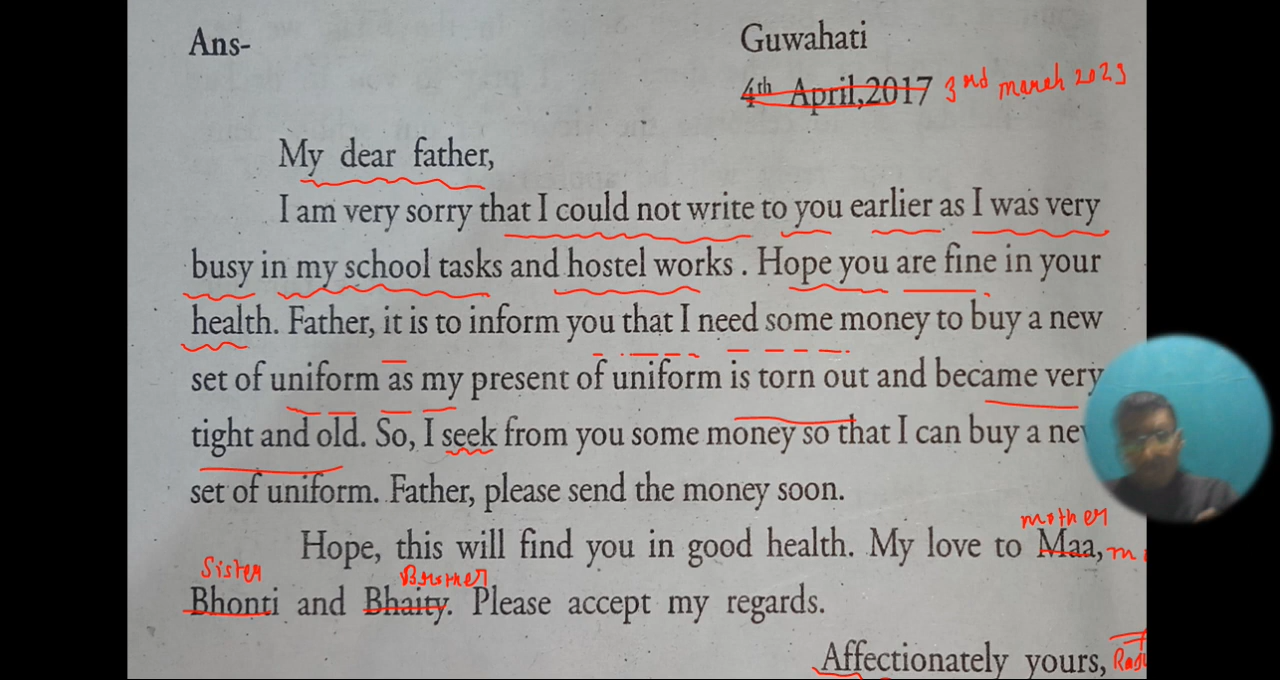 Ans- Guwahati
4th April,2017 3nd march 2023
My dear father,
I am very sorry that I could not write to you earlier as I was very
busy in my school tasks and hostel works . Hope you are fine in your
health. Father, it is to inform you that I need some money to buy a new
set of uniform as my present of uniform is torn out and became very
tight and old. So, I seek from you some money so that I can buy a
set of uniform. Father, please send the money soon.
mother
Hope, this will find you in good health. My love to Maa,
Sister Brother
Bhonti and Bhaity. Please accept my regards.
Affectionately yours,